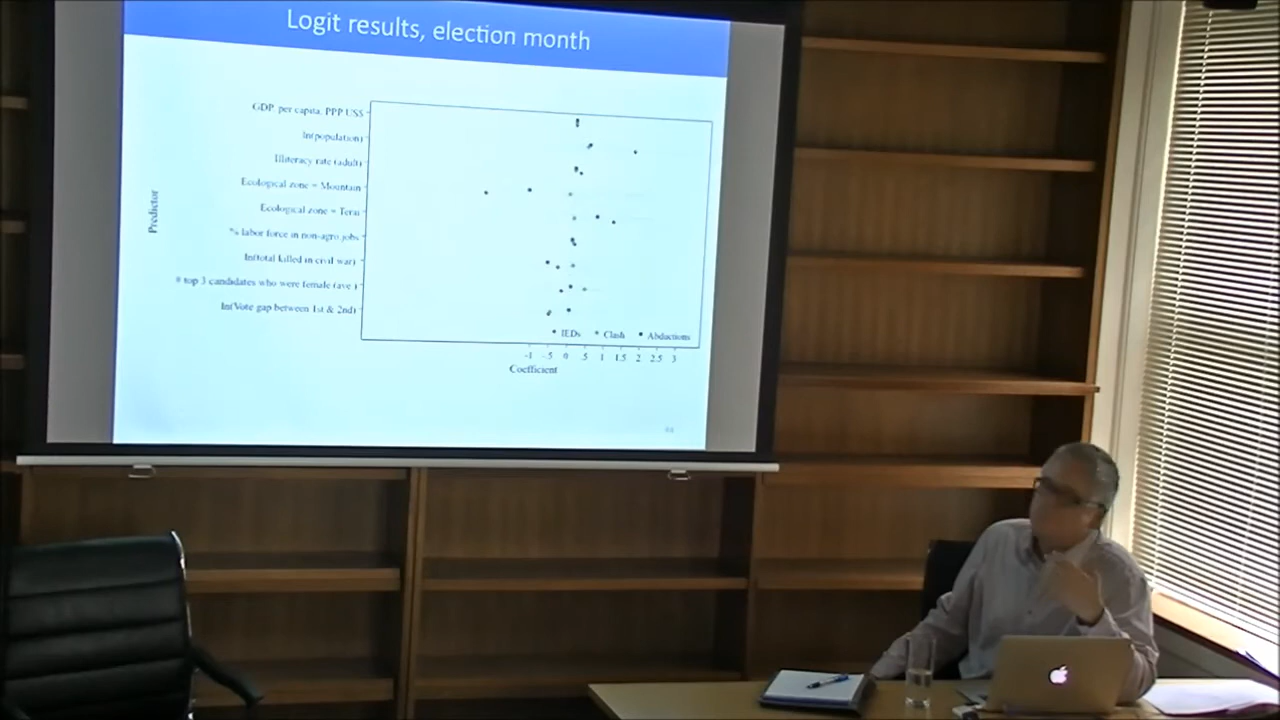 Logit results, election month
GDP per capita, PPP US$
ln(population)
Illiteracy rate (adult)
Ecological zone = Mountain
Ecological zone = Terai
% labor force in non-agro jobs
ln(total killed in civil war)
# top 3 candidates who were female (ave.)
ln(Vote gap between 1st & 2nd)
Predictor
IEDs Clash Abductions
-1 -.5 0 .5 1 1.5 2 2.5 3
Coefficient